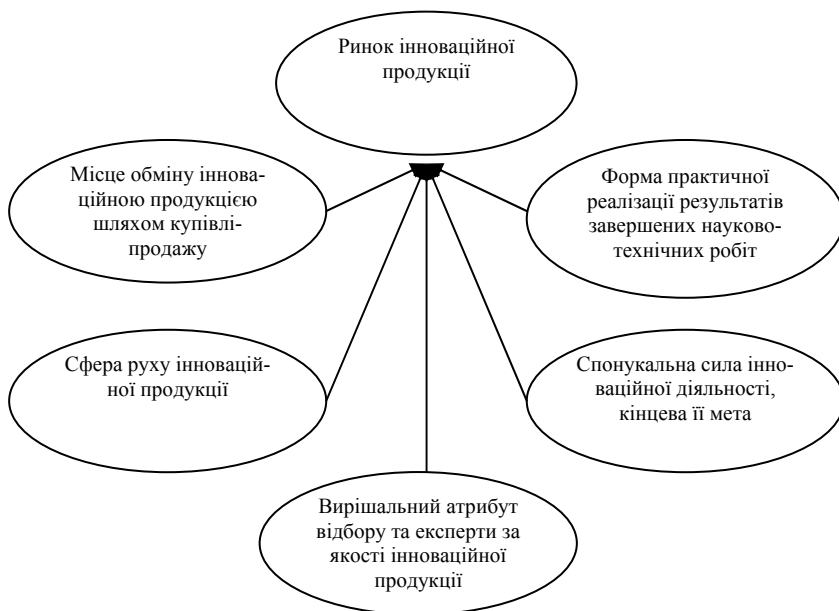 Ринок інноваційної
продукції
Місце обміну іннова-
ційною продукцією
шляхом купівлі-
продажу
Форма практичної
реалізації результатів
завершених науково-
технічних робіт
Сфера руху інновацій-
ної продукції
Спонукальна сила інно-
ваційної діяльності,
кінцева її мета
Вирішальний атрибут
відбору та експерти за
якості інноваційної
продукції